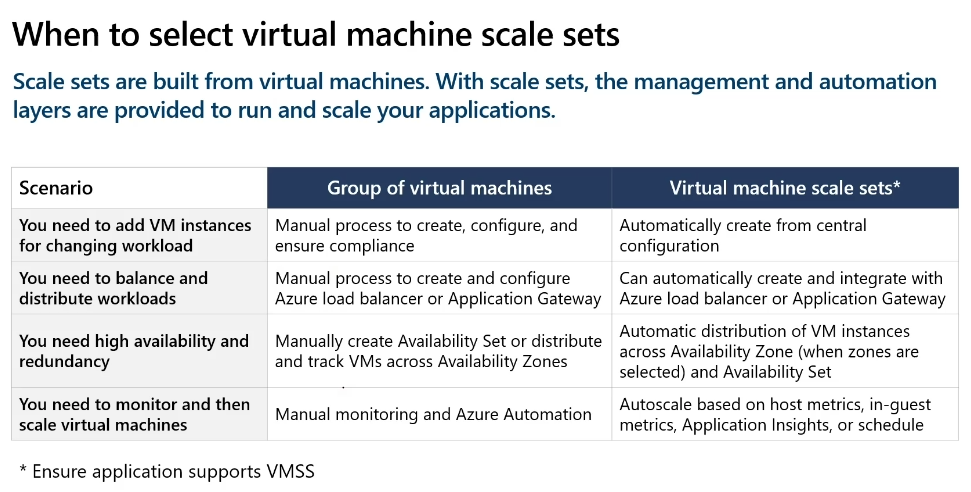 When to select virtual machine scale sets
Scale sets are built from virtual machines. With scale sets, the management and automation
layers are provided to run and scale your applications.
Scenario
Group of virtual machines
Virtual machine scale sets*
You need to add VM instances
for changing workload
Manual process to create, configure, and
ensure compliance
Automatically create from central
configuration
You need to balance and
distribute workloads
Manual process to create and configure
Azure load balancer or Application Gateway
Can automatically create and integrate with
Azure load balancer or Application Gateway
You need high availability and
redundancy
Manually create Availability Set or distribute
and track VMs across Availability Zones
Automatic distribution of VM instances
across Availability Zone (when zones are
selected) and Availability Set
You need to monitor and then
scale virtual machines
Manual monitoring and Azure Automation
Autoscale based on host metrics, in-guest
metrics, Application Insights, or schedule
* Ensure application supports VMSS